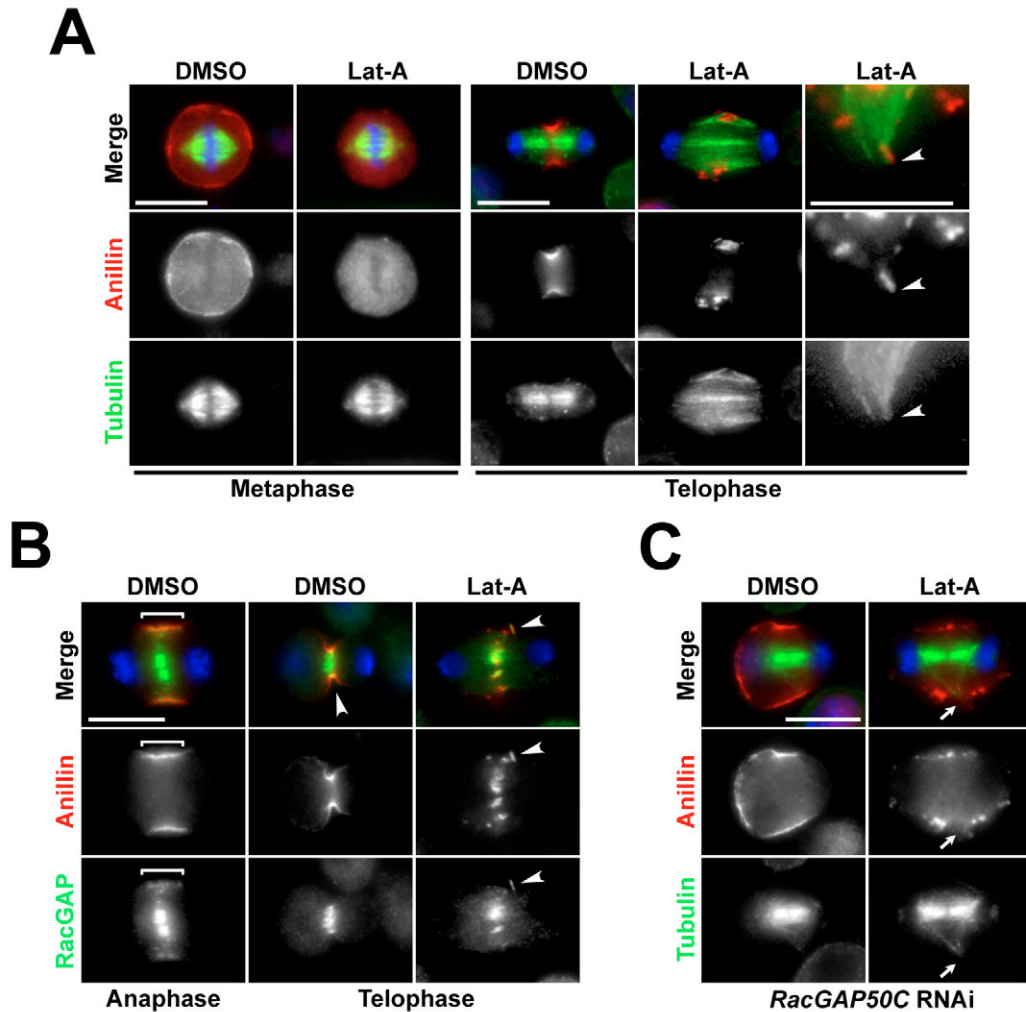 A
DMSO Lat-A DMSO Lat-A Lat-A
Merge
Anillin
Tubulin
Metaphase Telophase
B
DMSO DMSO Lat-A
Merge
Anillin
RacGAP
Anaphase Telophase
C
DMSO Lat-A
Merge
Anillin
Tubulin
RacGAP50C RNAi